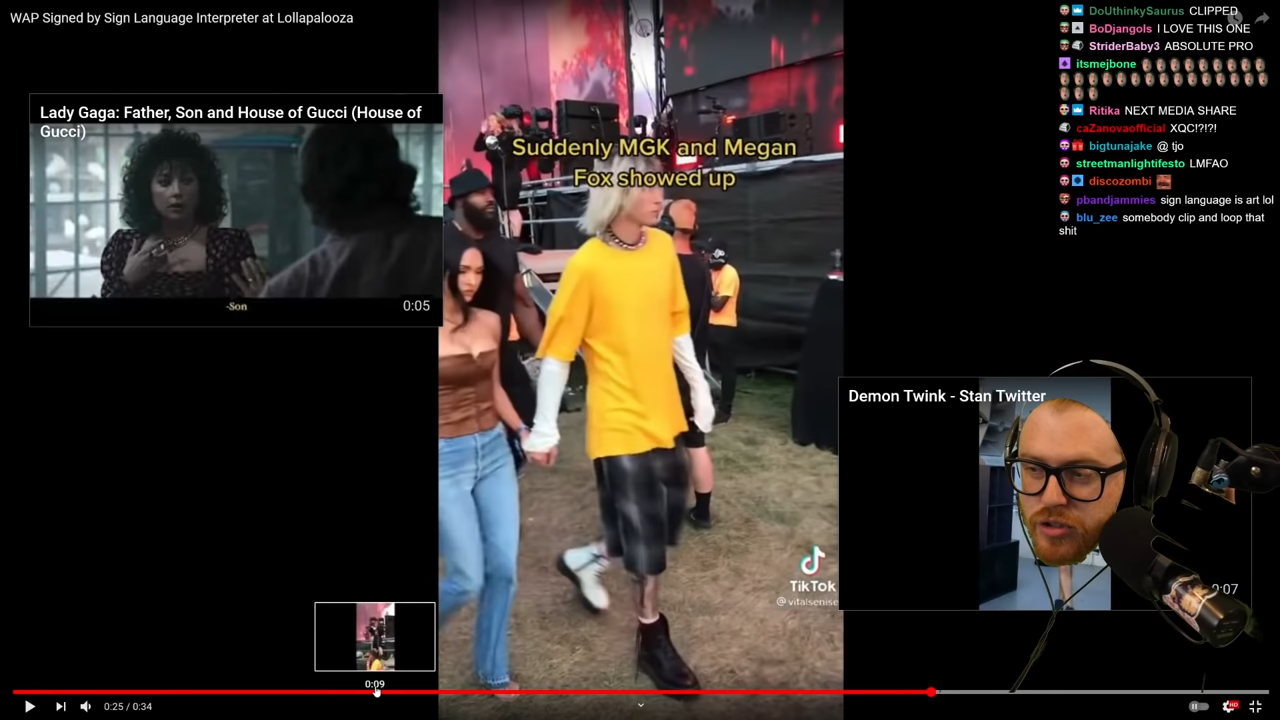 WAP Signed by Sign Language Interpreter at Lollapalooza
Lady Gaga: Father, Son and House of Gucci (House of
Gucci)
-Son
0:05
Suddenly MGK and Megan
Fox showed up
TikTok
@vitalsenise
DoUthinkySaurus CLIPPED
BoDjangols I LOVE THIS ONE
StriderBaby3 ABSOLUTE PRO
itsmejbone
Ritika NEXT MEDIA SHARE
caZanovaofficial XQC!?!?!
bigtunajake @ tjo
streetmanlightifesto LMFAO
discozombi
pbandjammies sign language is art lol
blu_zee somebody clip and loop that
shit
Demon Twink - Stan Twitter
0:07
0:09
0:25 / 0:34
HD